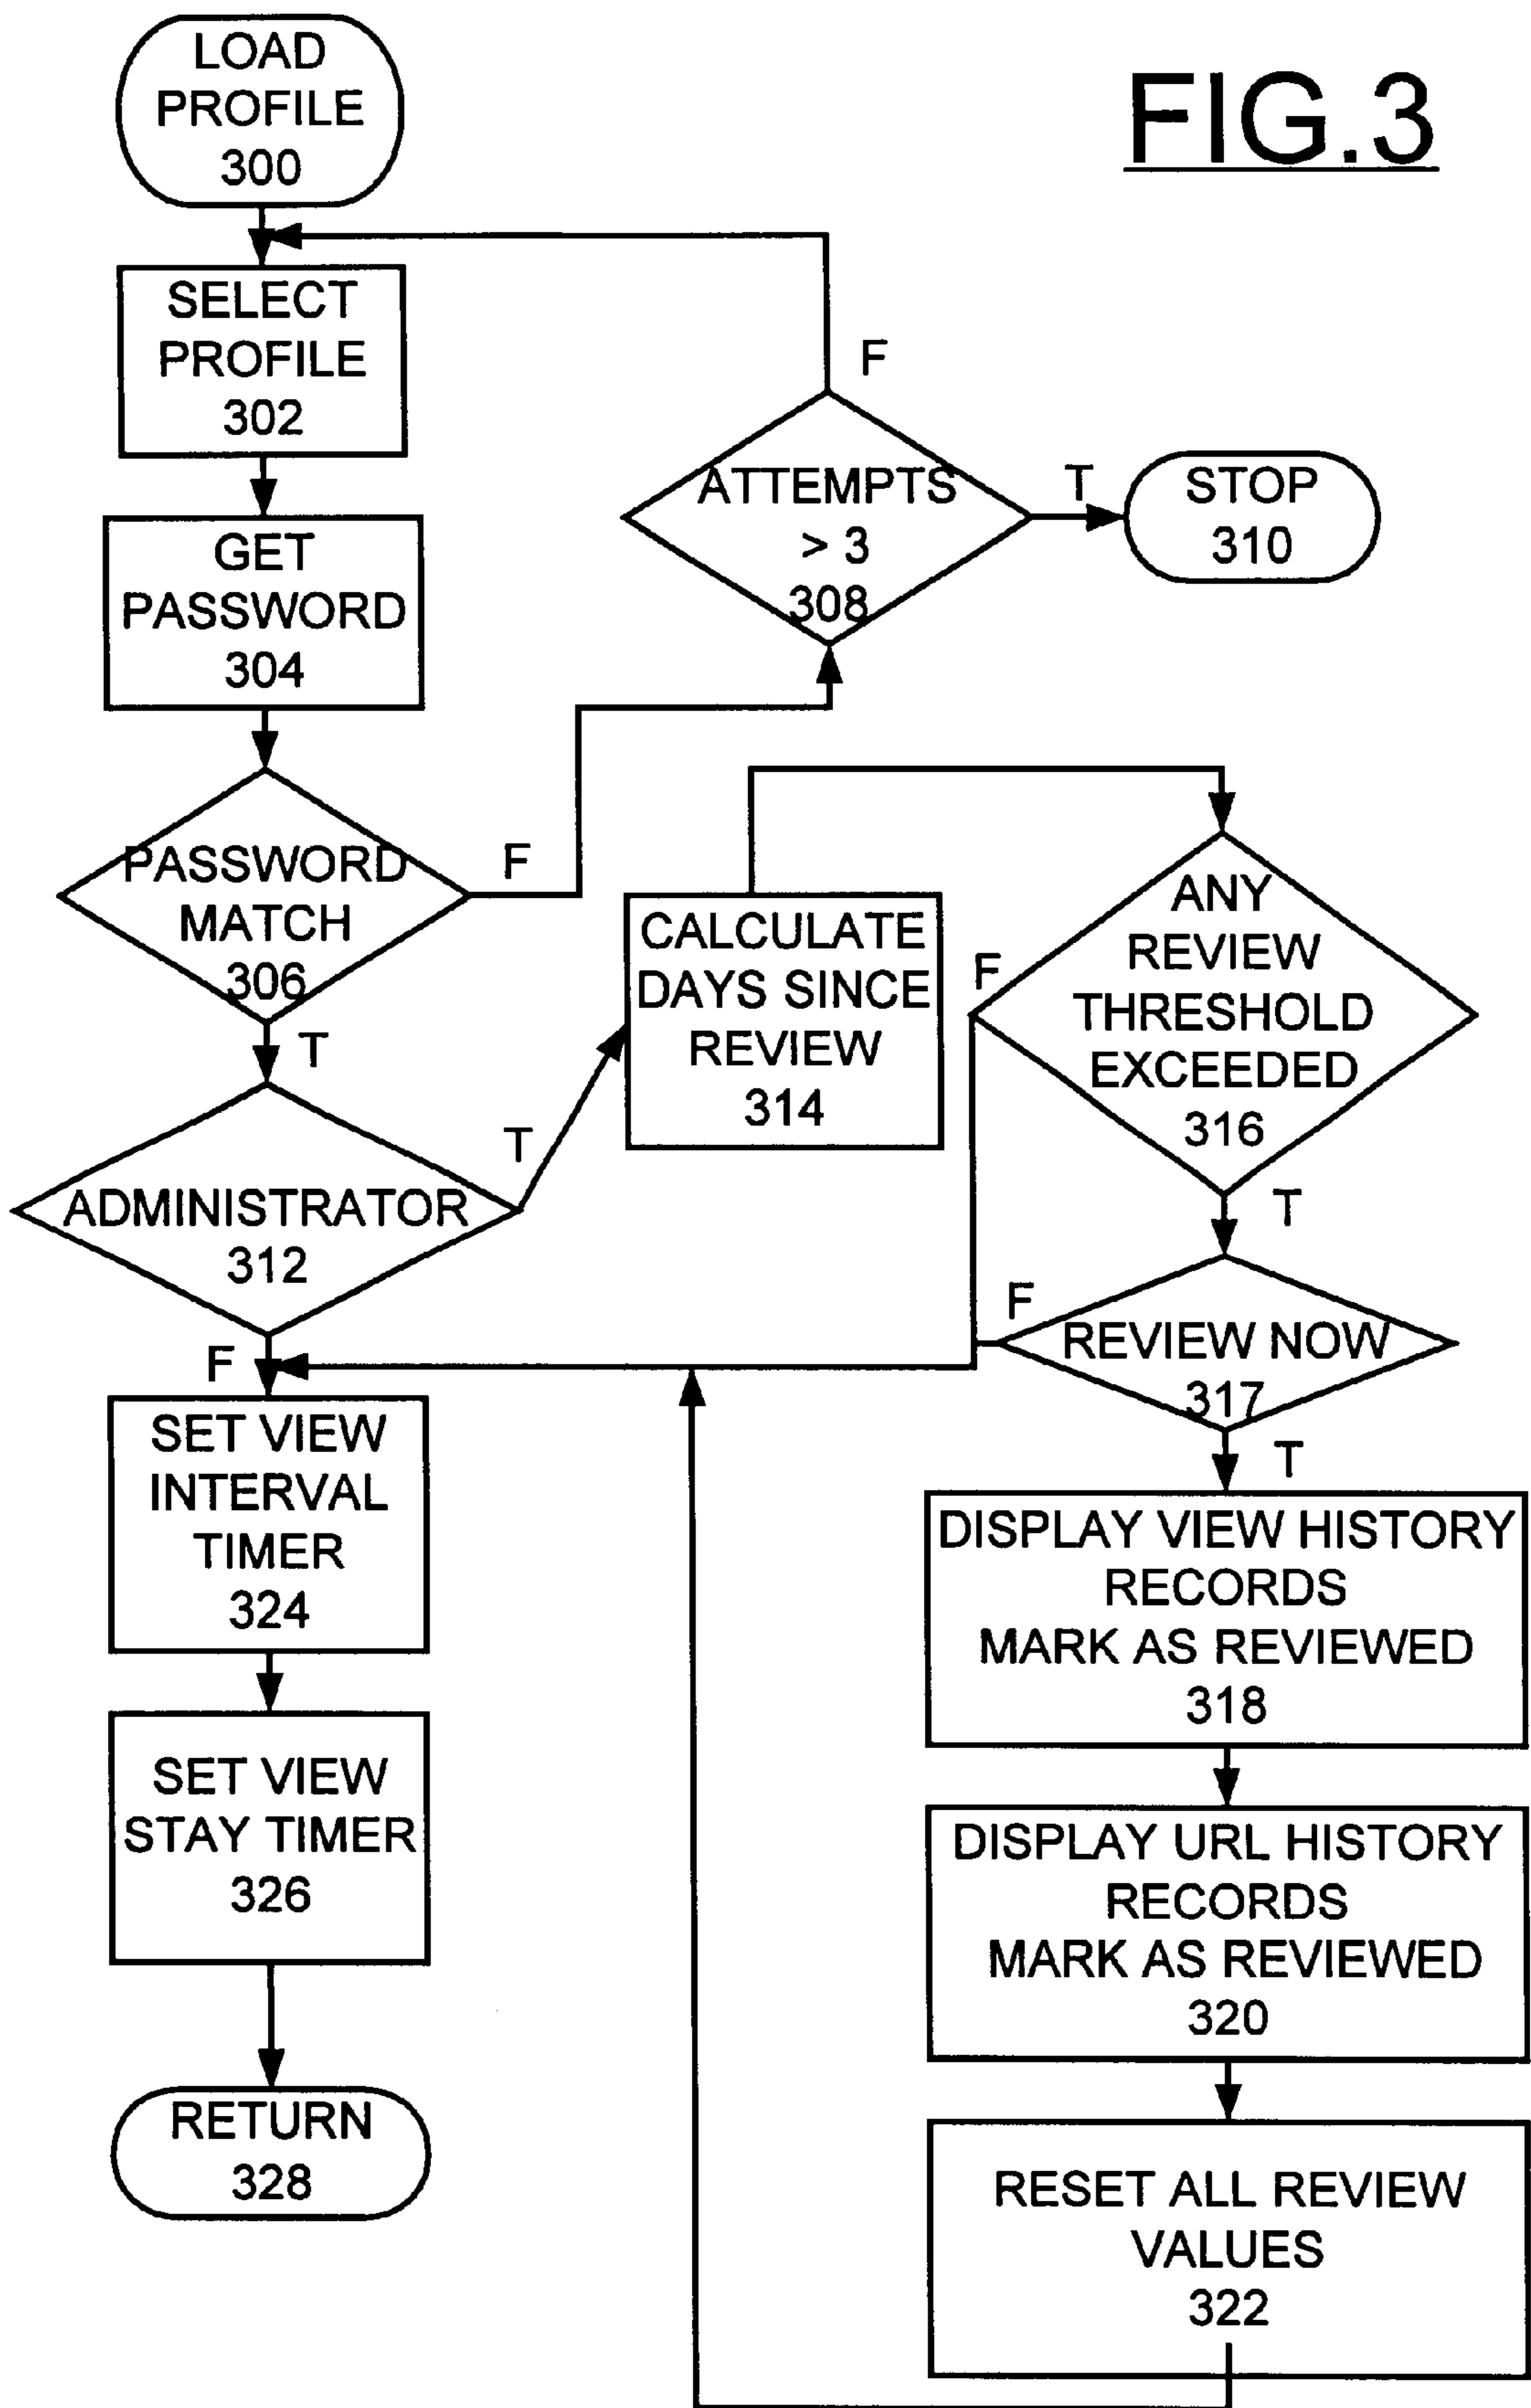 FIG.3
LOAD
PROFILE
300
SELECT
PROFILE
302
F
ATTEMPTS
> 3
308
T
STOP
310
GET
PASSWORD
304
PASSWORD
MATCH
306
F
T
CALCULATE
DAYS SINCE
REVIEW
314
ANY
REVIEW
THRESHOLD
EXCEEDED
316
F
T
ADMINISTRATOR
312
T
F
REVIEW NOW
317
F
T
SET VIEW
INTERVAL
TIMER
324
DISPLAY VIEW HISTORY
RECORDS
MARK AS REVIEWED
318
SET VIEW
STAY TIMER
326
DISPLAY URL HISTORY
RECORDS
MARK AS REVIEWED
320
RETURN
328
RESET ALL REVIEW
VALUES
322